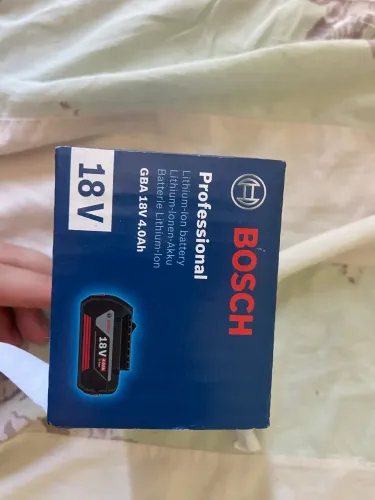 BOSCH
Professional
Lithium-Ion battery
Lithium-Ionen-Akku
Batterie Lithium-Ion
GBA 18V 4.0Ah
18V
18V